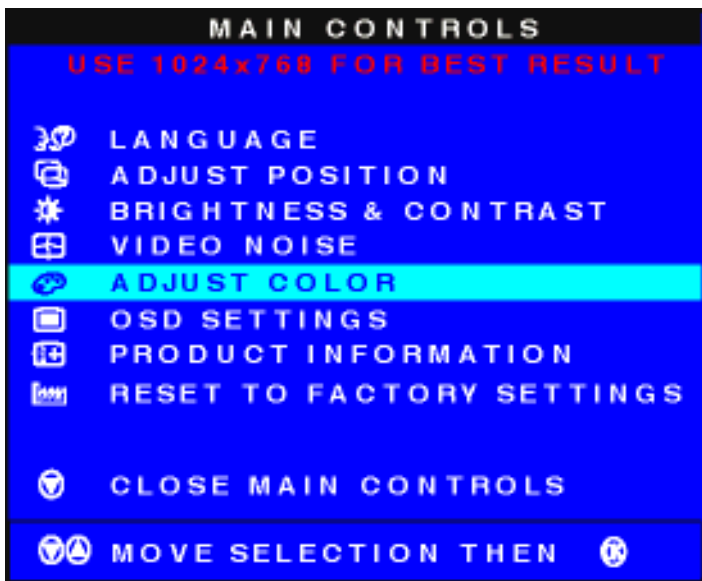 MAIN CONTROLS
USE 1024x768 FOR BEST RESULT
LANGUAGE
ADJUST POSITION
BRIGHTNESS & CONTRAST
VIDEO NOISE
ADJUST COLOR
OSD SETTINGS
PRODUCT INFORMATION
RESET TO FACTORY SETTINGS
CLOSE MAIN CONTROLS
MOVE SELECTION THEN OK